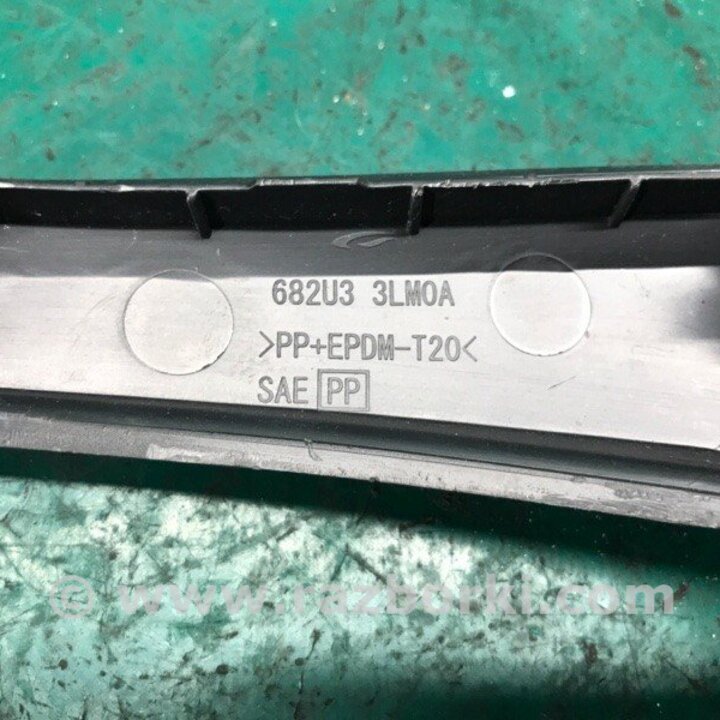 682U3 3LM0A
>PP+EPDM-T20<
SAE PP
© www.razborki.com